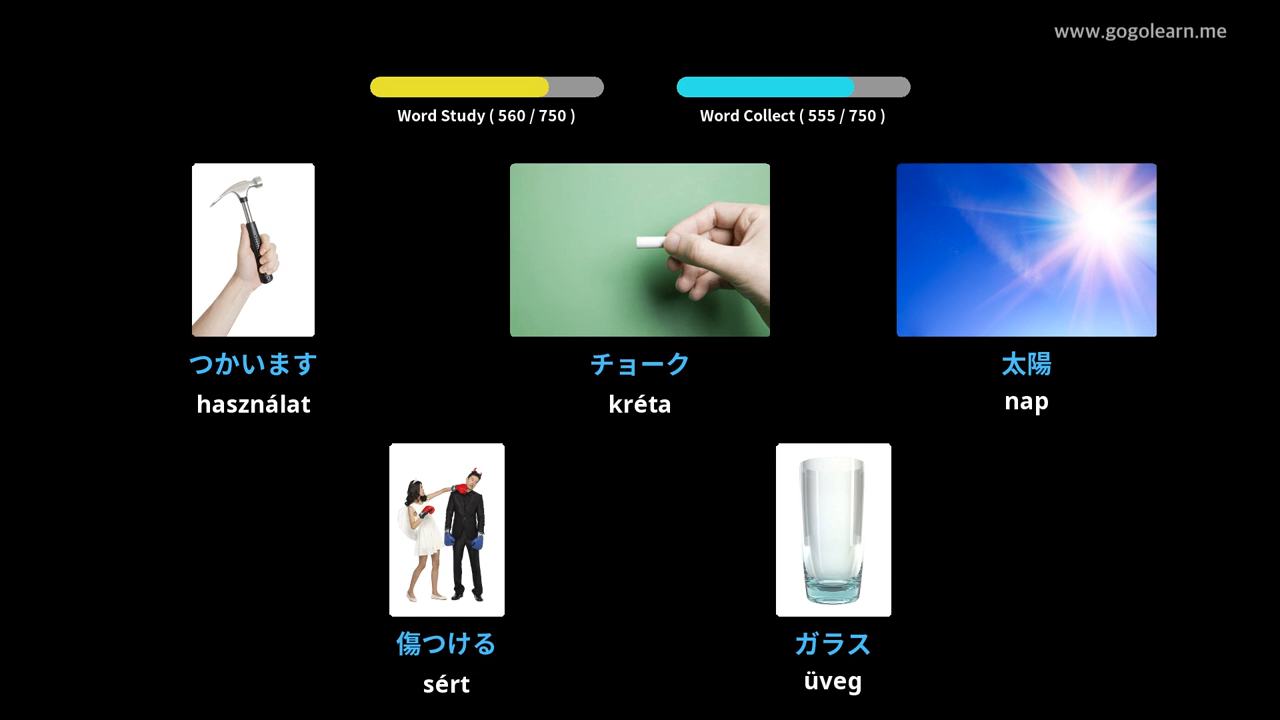 www.gogolearn.me
Word Study ( 560 / 750 )
Word Collect ( 555 / 750 )
つかいます
használat
チョーク
kréta
太陽
nap
傷つける
sért
ガラス
üveg